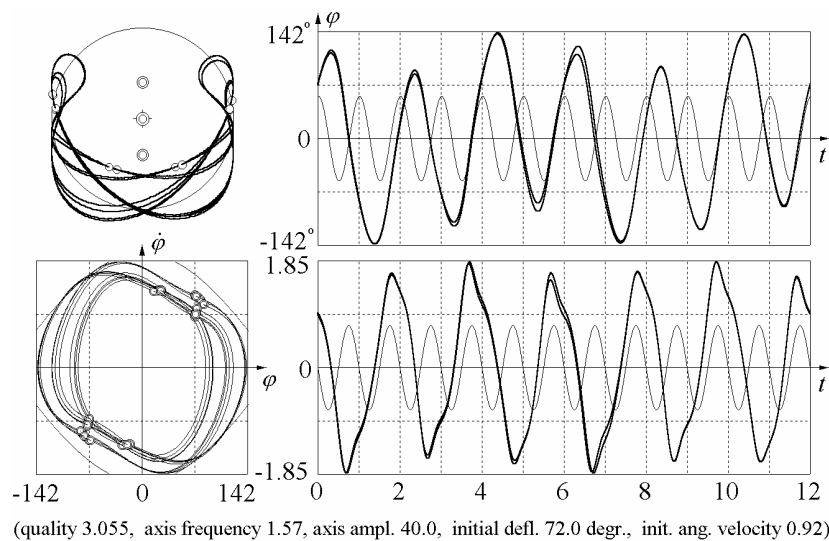 φ
142°
0
-142°
t
φ̇
1.85
0
-1.85
φ
t
-142 0 142
0 2 4 6 8 10 12
(quality 3.055, axis frequency 1.57, axis ampl. 40.0, initial defl. 72.0 degr., init. ang. velocity 0.92)